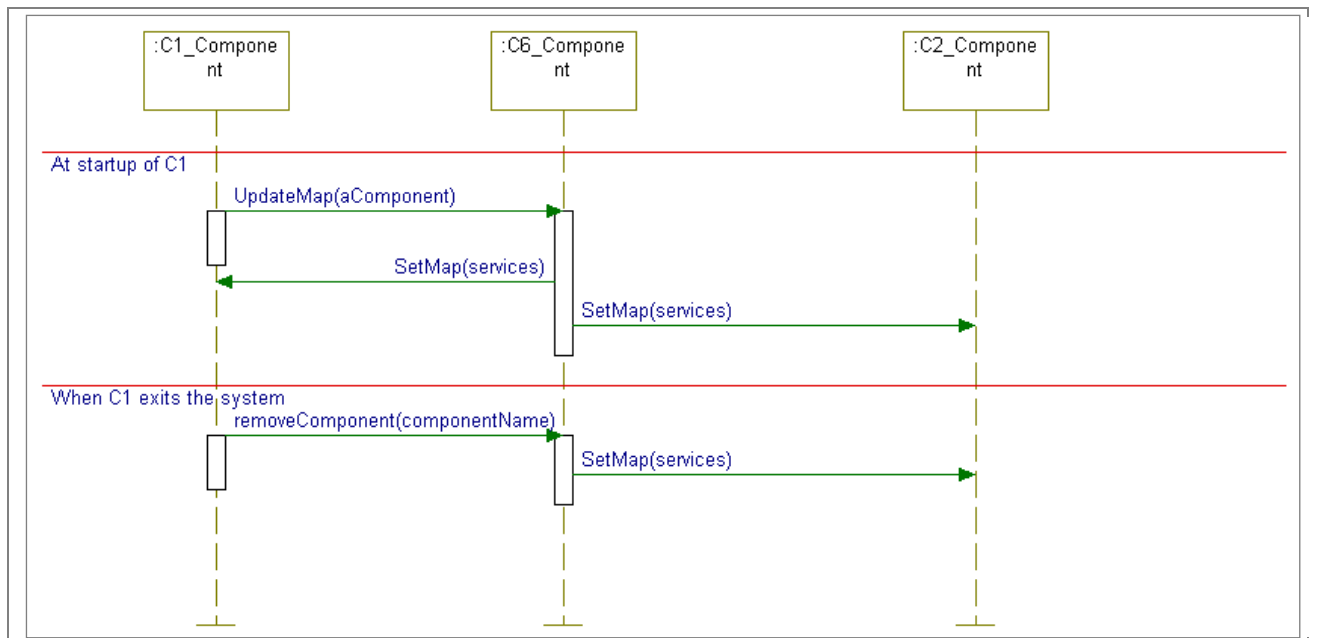 :C1_Compone
nt
:C6_Compone
nt
:C2_Compone
nt
At startup of C1
UpdateMap(aComponent)
SetMap(services)
SetMap(services)
When C1 exits the system
removeComponent(componentName)
SetMap(services)